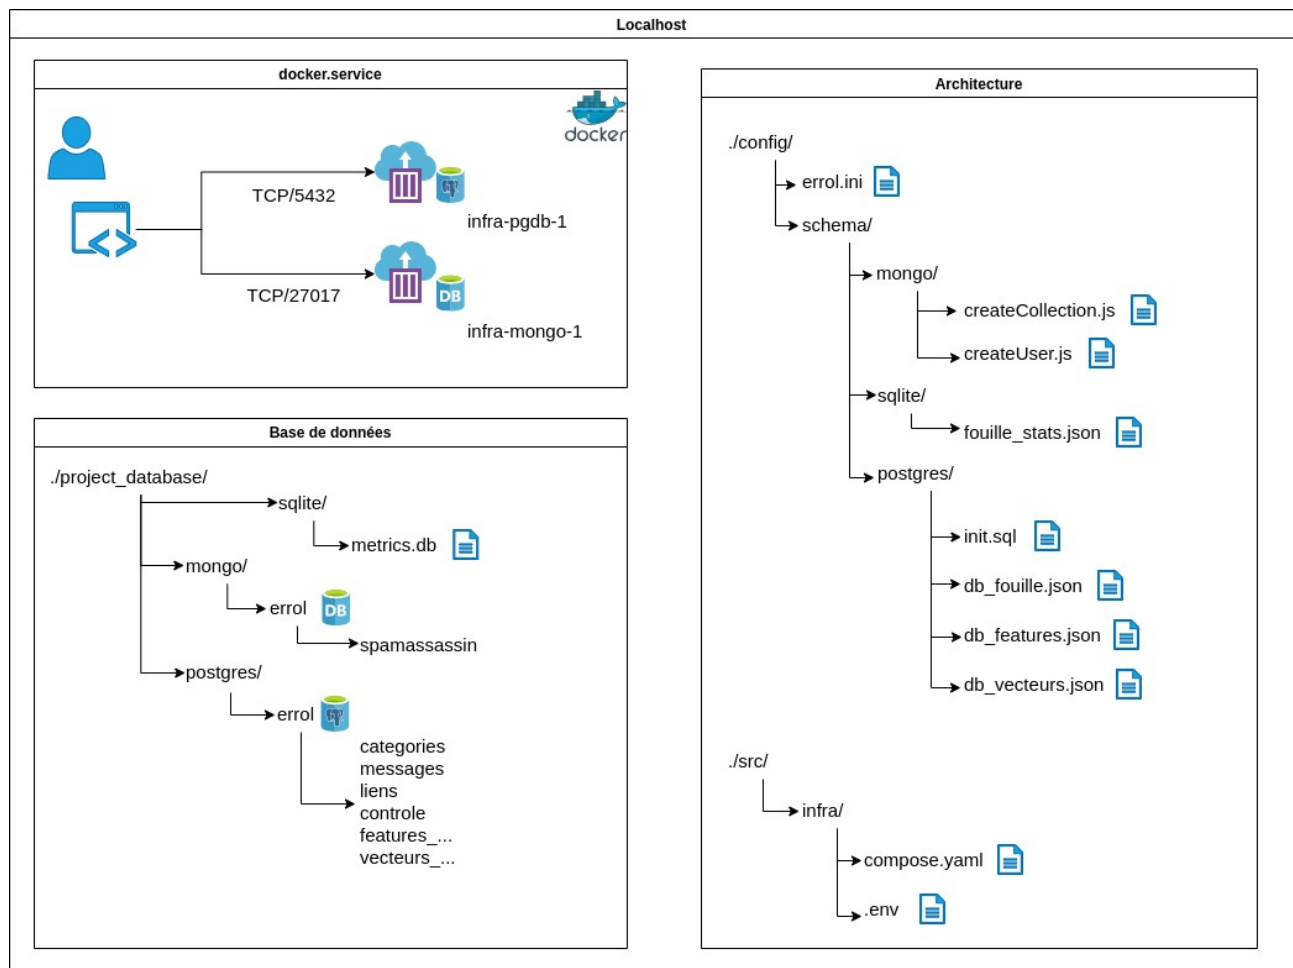 Localhost
docker.service
docker
TCP/5432
infra-pgdb-1
TCP/27017
DB
infra-mongo-1
Base de données
./project_database/
sqlite/
metrics.db
mongo/
errol
DB
spamassassin
postgres/
errol
categories
messages
liens
controle
features_...
vecteurs_...
Architecture
./config/
errol.ini
schema/
mongo/
createCollection.js
createUser.js
sqlite/
fouille_stats.json
postgres/
init.sql
db_fouille.json
db_features.json
db_vecteurs.json
./src/
infra/
compose.yaml
.env